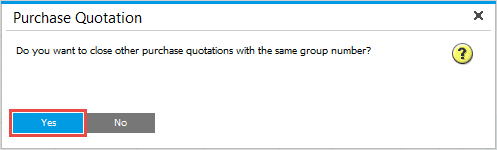 Purchase Quotation
Do you want to close other purchase quotations with the same group number?
Yes No